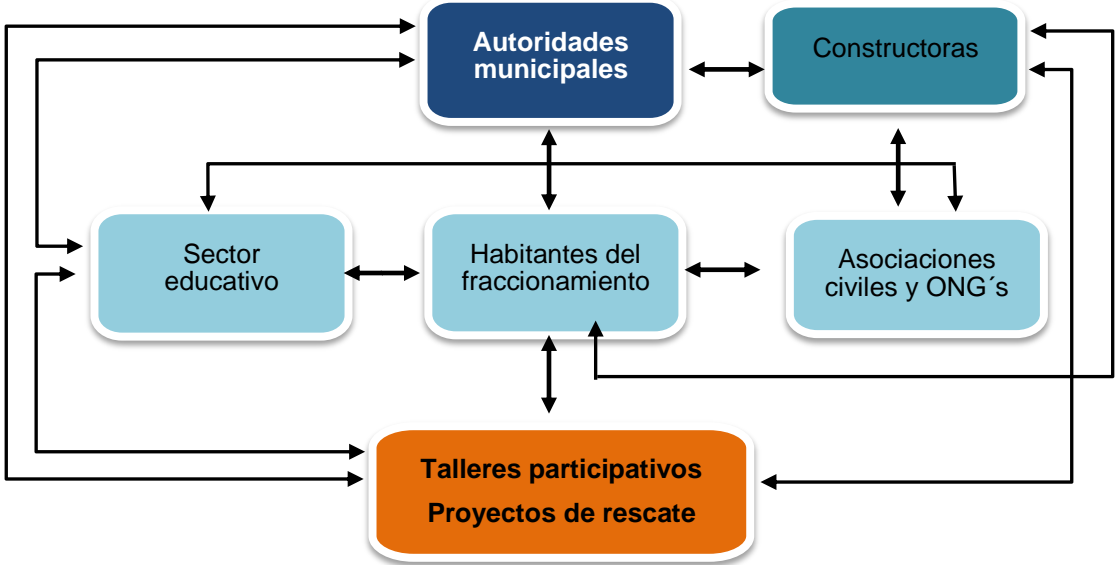 Autoridades
municipales
Constructoras
Sector
educativo
Habitantes del
fraccionamiento
Asociaciones
civiles y ONG´s
Talleres participativos
Proyectos de rescate